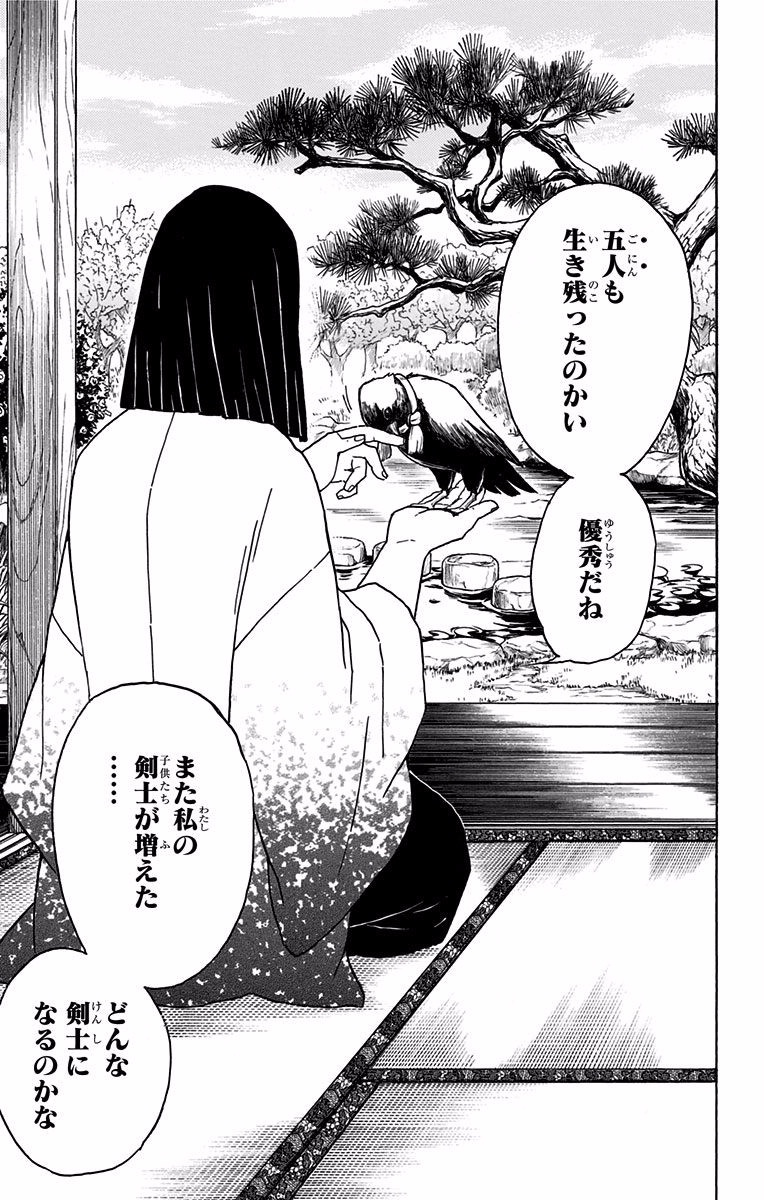 五人も
生き残ったのかい
優秀だね
また私の
剣士が増えた
……
どんな
剣士に
なるのかな